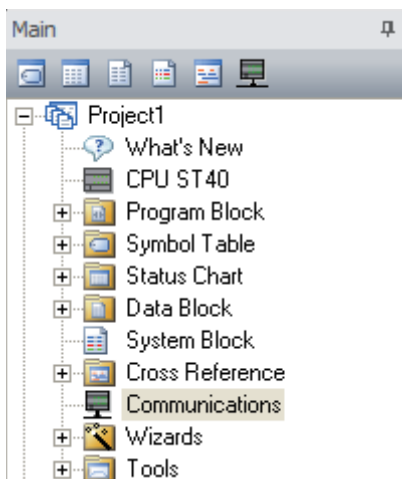 Main
Project1
What's New
CPU ST40
Program Block
Symbol Table
Status Chart
Data Block
System Block
Cross Reference
Communications
Wizards
Tools